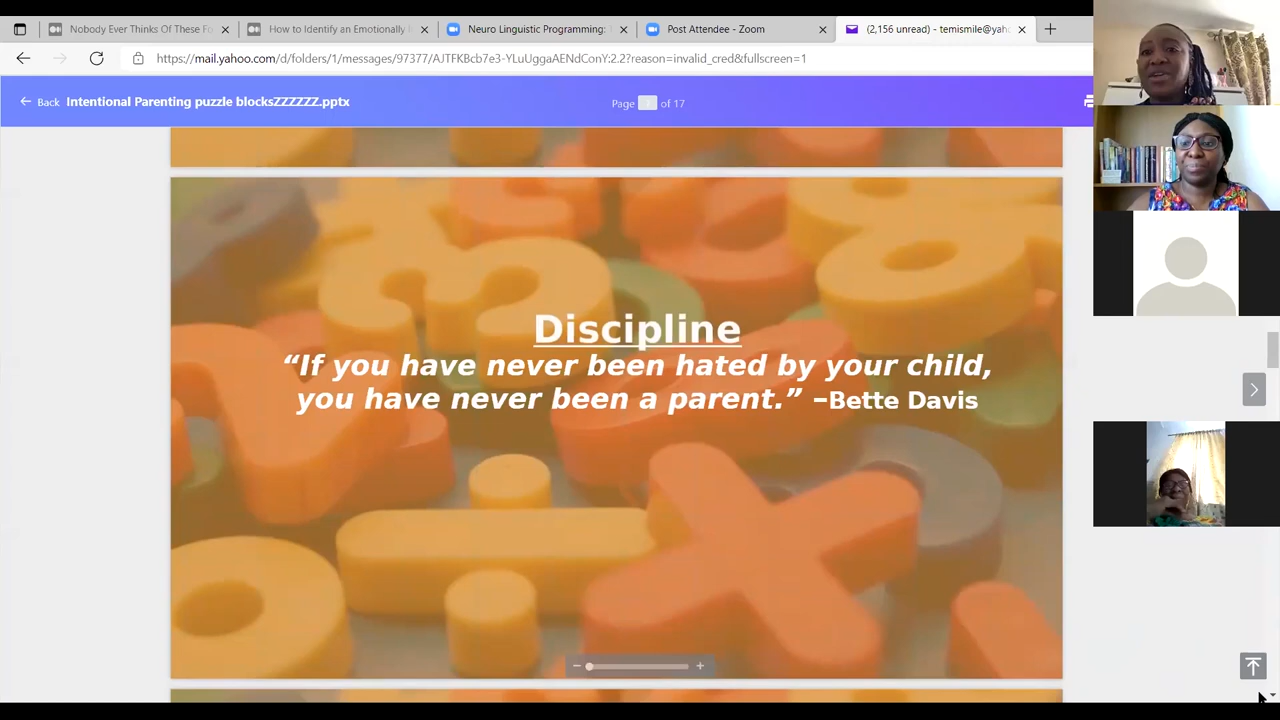 Nobody Ever Thinks Of These Fo
How to Identify an Emotionally I
Neuro Linguistic Programming:
Post Attendee - Zoom
(2,156 unread) - temismile@yaho
https://mail.yahoo.com/d/folders/1/messages/97377/AJTFKBcb7e3-YLuUggaAENdConY:2.2?reason=invalid_cred&fullscreen=1
Back Intentional Parenting puzzle blocksZZZZZZ.pptx
Page 7 of 17
Discipline
“If you have never been hated by your child,
you have never been a parent.” –Bette Davis